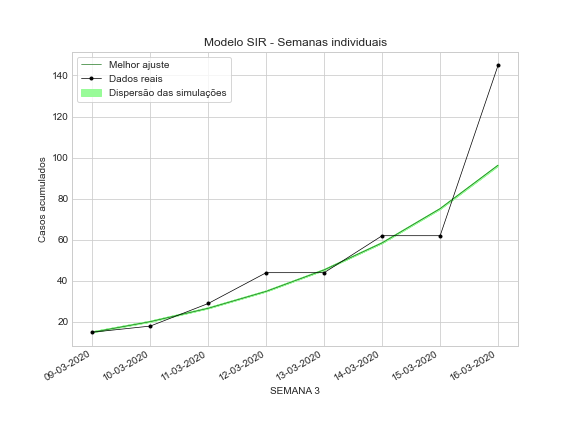 Modelo SIR - Semanas individuais
Melhor ajuste
Dados reais
Dispersão das simulações
Casos acumulados
140
120
100
80
60
40
20
09-03-2020
10-03-2020
11-03-2020
12-03-2020
13-03-2020
14-03-2020
15-03-2020
16-03-2020
SEMANA 3